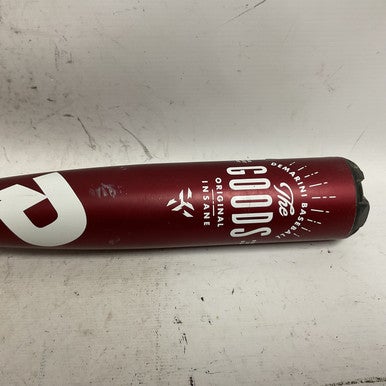 DEMARINI BASEBALL
The
GOODS
ORIGINAL
INSANE